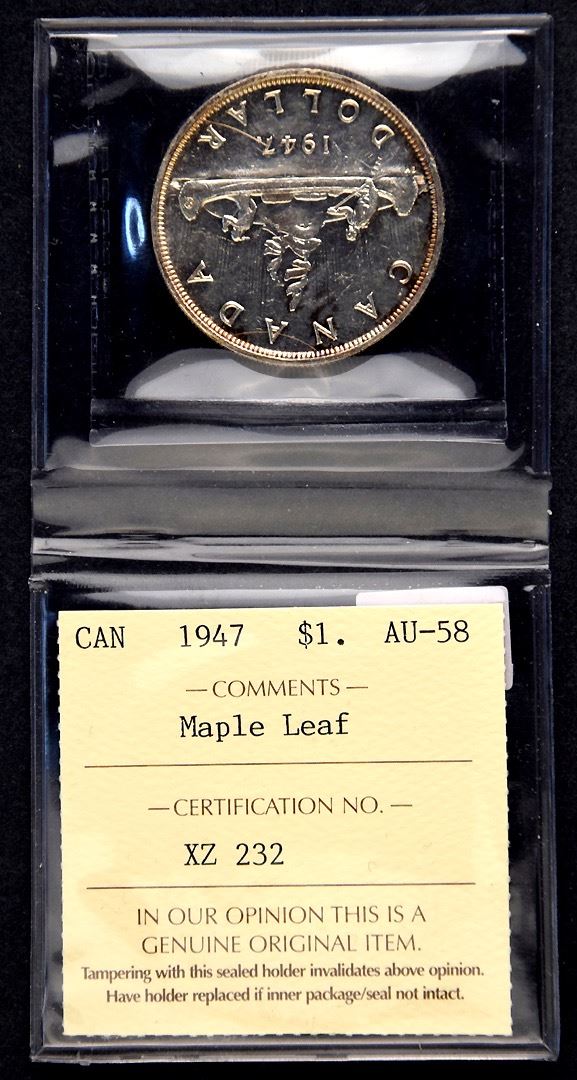 CANADA
1947
DOLLAR
CAN 1947 $1. AU-58
— COMMENTS —
Maple Leaf
— CERTIFICATION NO. —
XZ 232
IN OUR OPINION THIS IS A
GENUINE ORIGINAL ITEM.
Tampering with this sealed holder invalidates above opinion.
Have holder replaced if inner package/seal not intact.